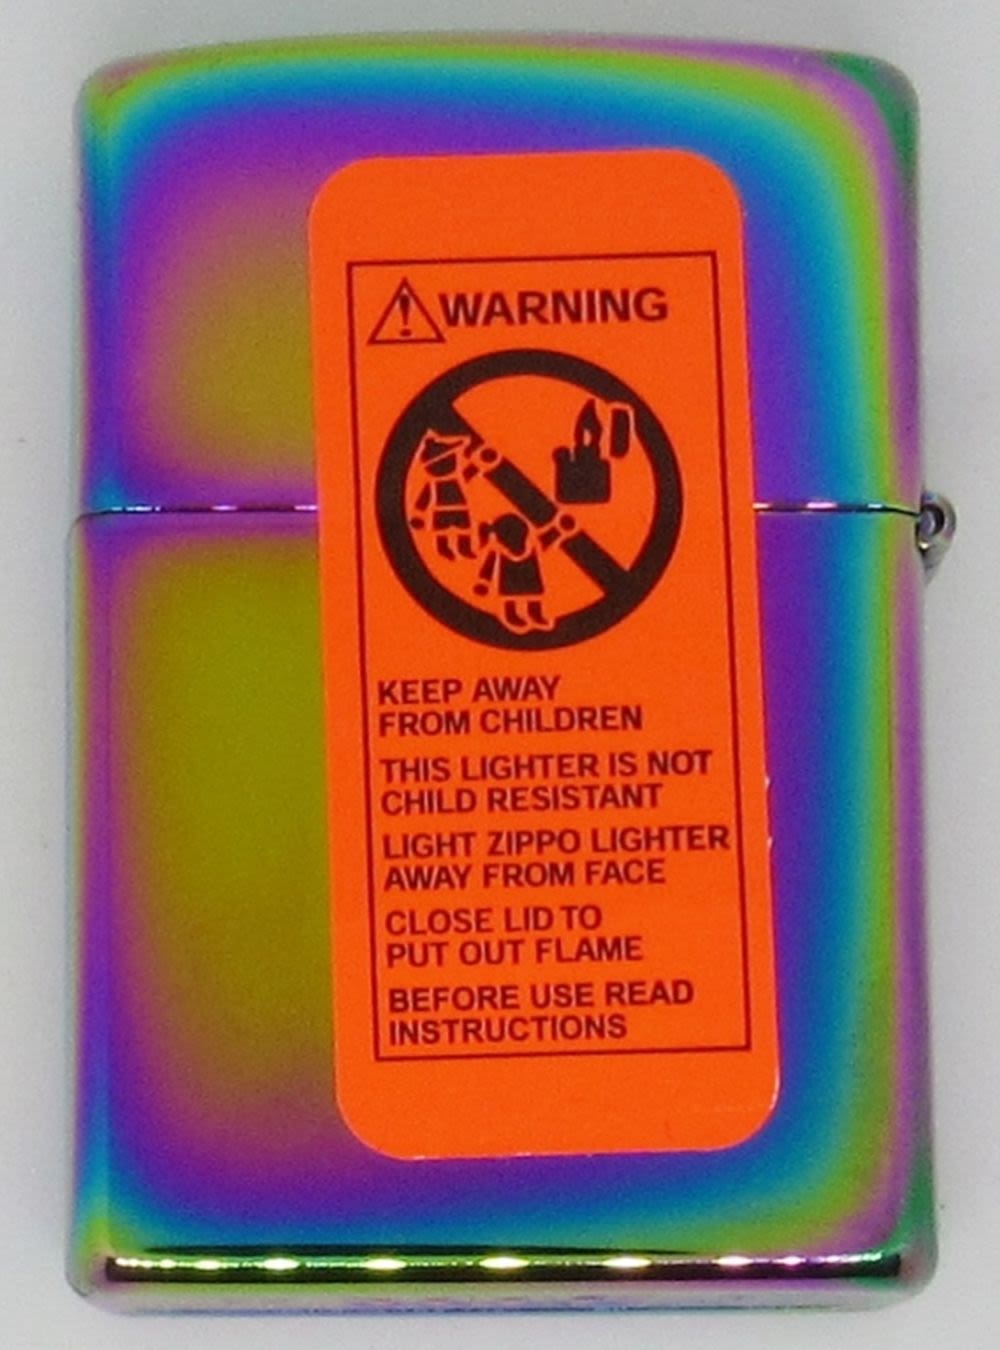 WARNING
KEEP AWAY
FROM CHILDREN
THIS LIGHTER IS NOT
CHILD RESISTANT
LIGHT ZIPPO LIGHTER
AWAY FROM FACE
CLOSE LID TO
PUT OUT FLAME
BEFORE USE READ
INSTRUCTIONS